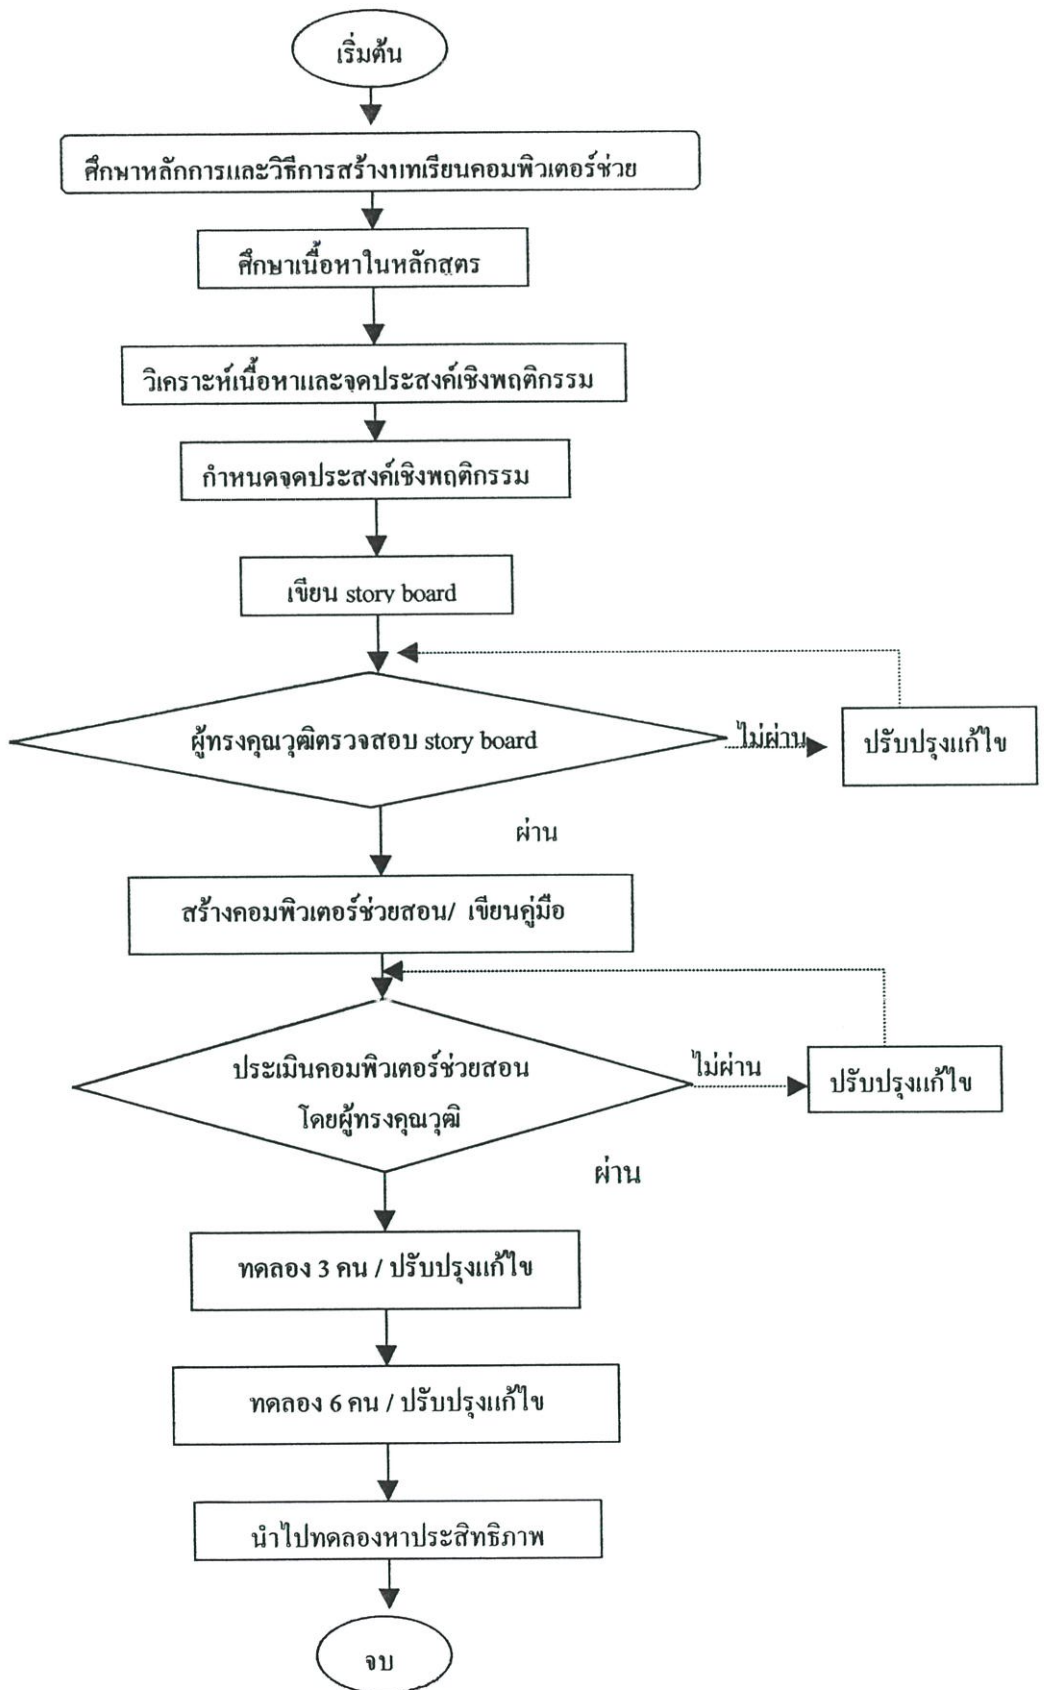 เริ่มต้น
ศึกษาหลักการและวิธีการสร้างบทเรียนคอมพิวเตอร์ช่วย
ศึกษาเนื้อหาในหลักสูตร
วิเคราะห์เนื้อหาและจุดประสงค์เชิงพฤติกรรม
กำหนดจุดประสงค์เชิงพฤติกรรม
เขียน story board
ผู้ทรงคุณวุฒิตรวจสอบ story board
ไม่ผ่าน
ปรับปรุงแก้ไข
ผ่าน
สร้างคอมพิวเตอร์ช่วยสอน/ เขียนคู่มือ
ประเมินคอมพิวเตอร์ช่วยสอน
โดยผู้ทรงคุณวุฒิ
ไม่ผ่าน
ปรับปรุงแก้ไข
ผ่าน
ทดลอง 3 คน / ปรับปรุงแก้ไข
ทดลอง 6 คน / ปรับปรุงแก้ไข
นำไปทดลองหาประสิทธิภาพ
จบ